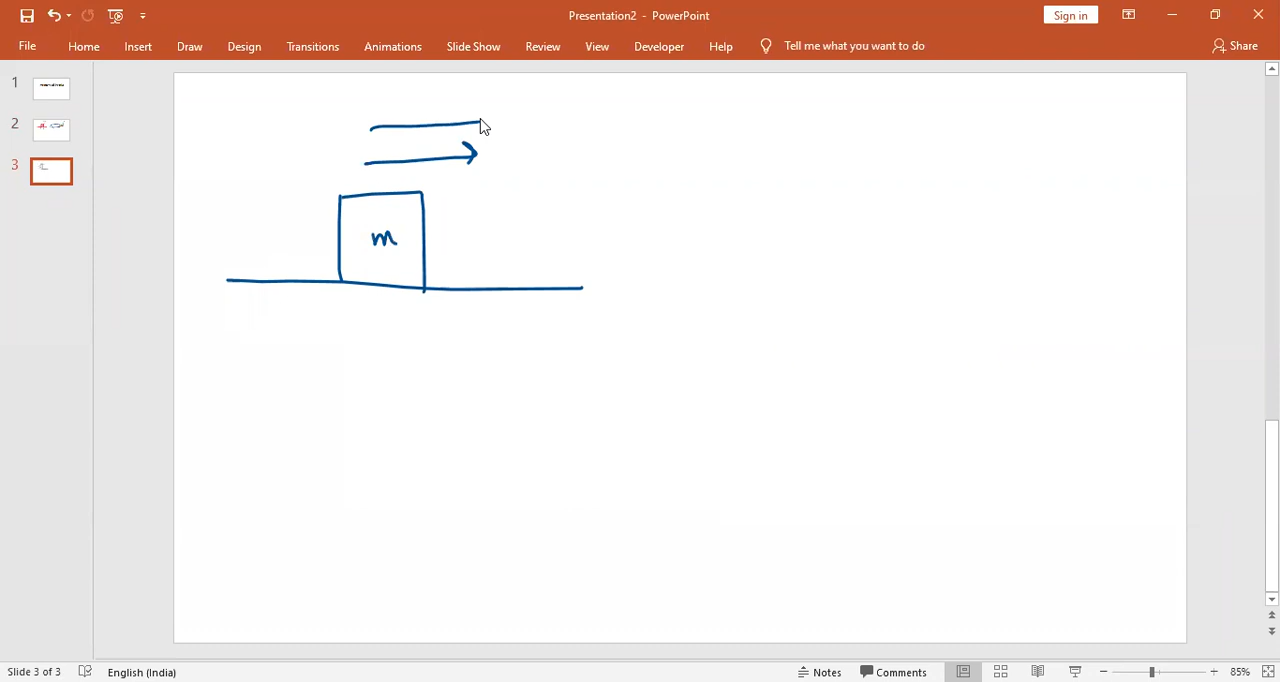 Presentation2 - PowerPoint
Sign in
File Home Insert Draw Design Transitions Animations Slide Show Review View Developer Help Tell me what you want to do Share
1
2
3
m
Slide 3 of 3 English (India) Notes Comments 85%